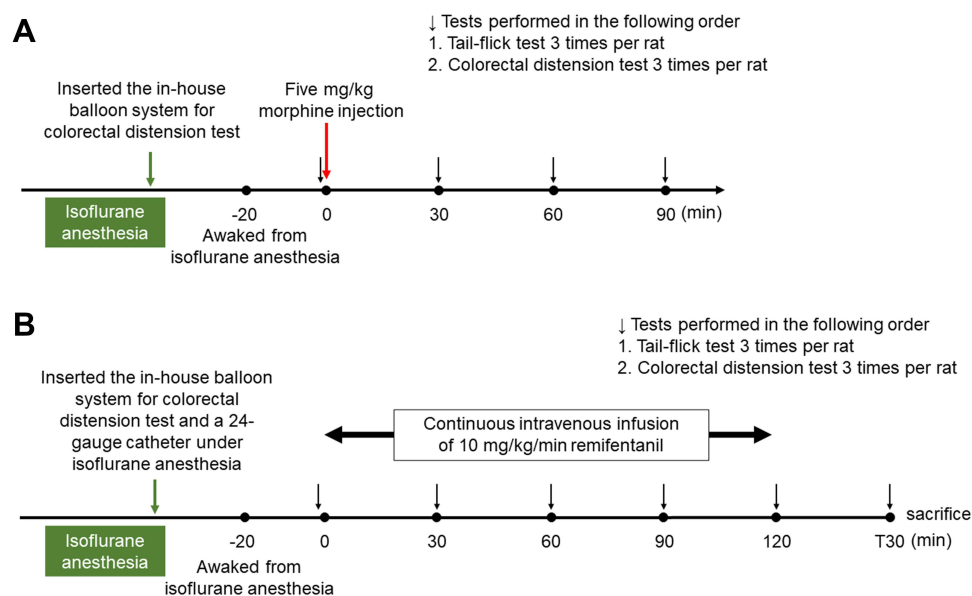 A
↓ Tests performed in the following order
1. Tail-flick test 3 times per rat
2. Colorectal distension test 3 times per rat
Inserted the in-house
balloon system for
colorectal distension test
Five mg/kg
morphine injection
Isoflurane
anesthesia
-20
0
30
60
90 (min)
Awaked from
isoflurane anesthesia
B
↓ Tests performed in the following order
1. Tail-flick test 3 times per rat
2. Colorectal distension test 3 times per rat
Inserted the in-house balloon
system for colorectal
distension test and a 24-
gauge catheter under
isoflurane anesthesia
Continuous intravenous infusion
of 10 mg/kg/min remifentanil
sacrifice
Isoflurane
anesthesia
-20
0
30
60
90
120
T30 (min)
Awaked from
isoflurane anesthesia